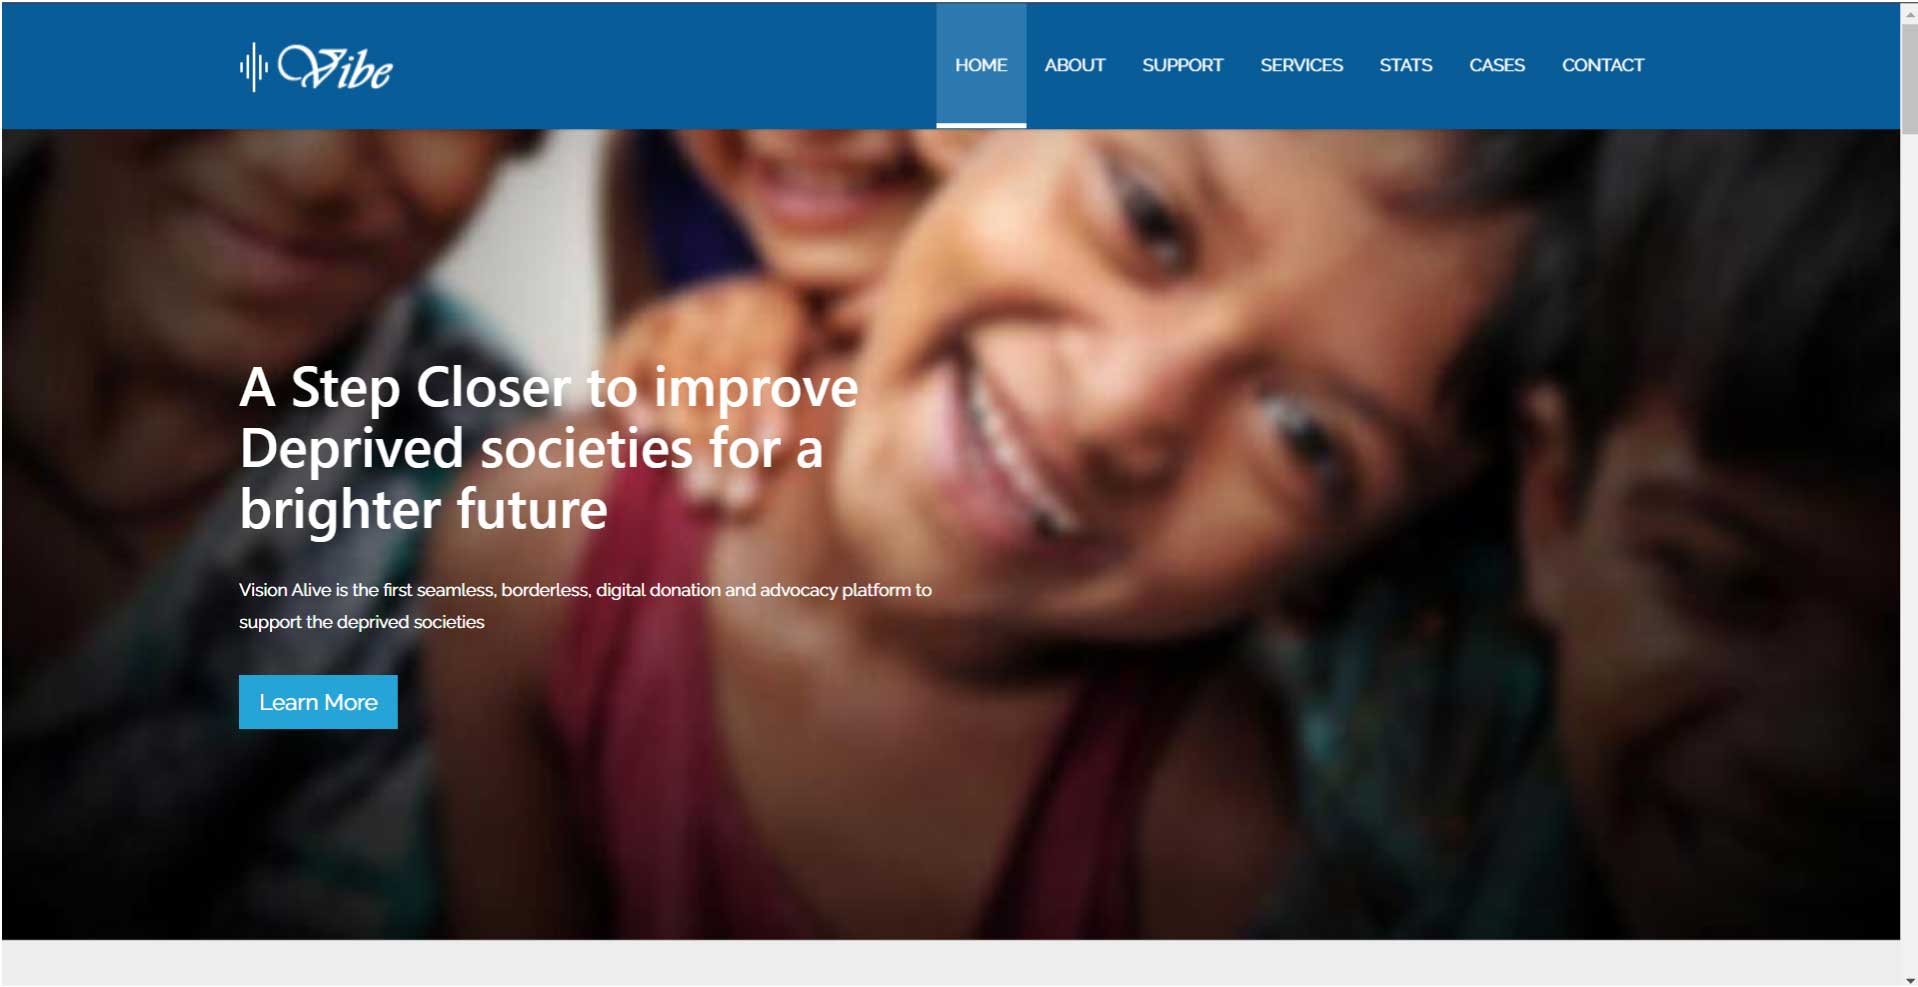 Vibe
HOME ABOUT SUPPORT SERVICES STATS CASES CONTACT
A Step Closer to improve
Deprived societies for a
brighter future
Vision Alive is the first seamless, borderless, digital donation and advocacy platform to
support the deprived societies
Learn More